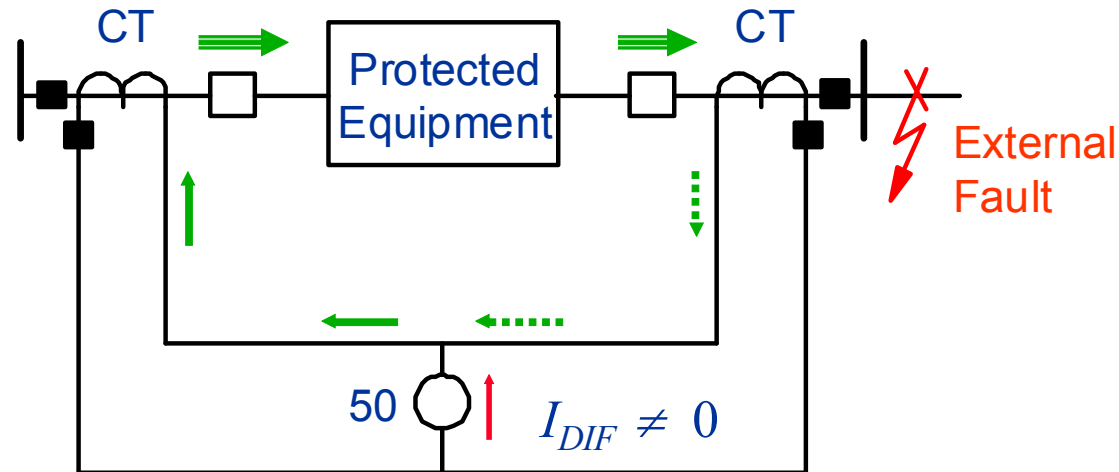 CT
CT
Protected
Equipment
External
Fault
50
I_DIF ≠ 0